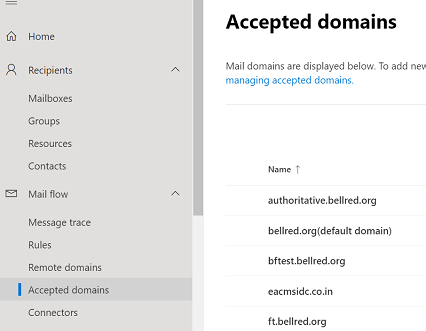 Home
Recipients
Mailboxes
Groups
Resources
Contacts
Mail flow
Message trace
Rules
Remote domains
Accepted domains
Connectors
Accepted domains
Mail domains are displayed below. To add new
managing accepted domains.
Name ↑
authoritative.bellred.org
bellred.org(default domain)
bftest.bellred.org
eacmsidc.co.in
ft.bellred.org